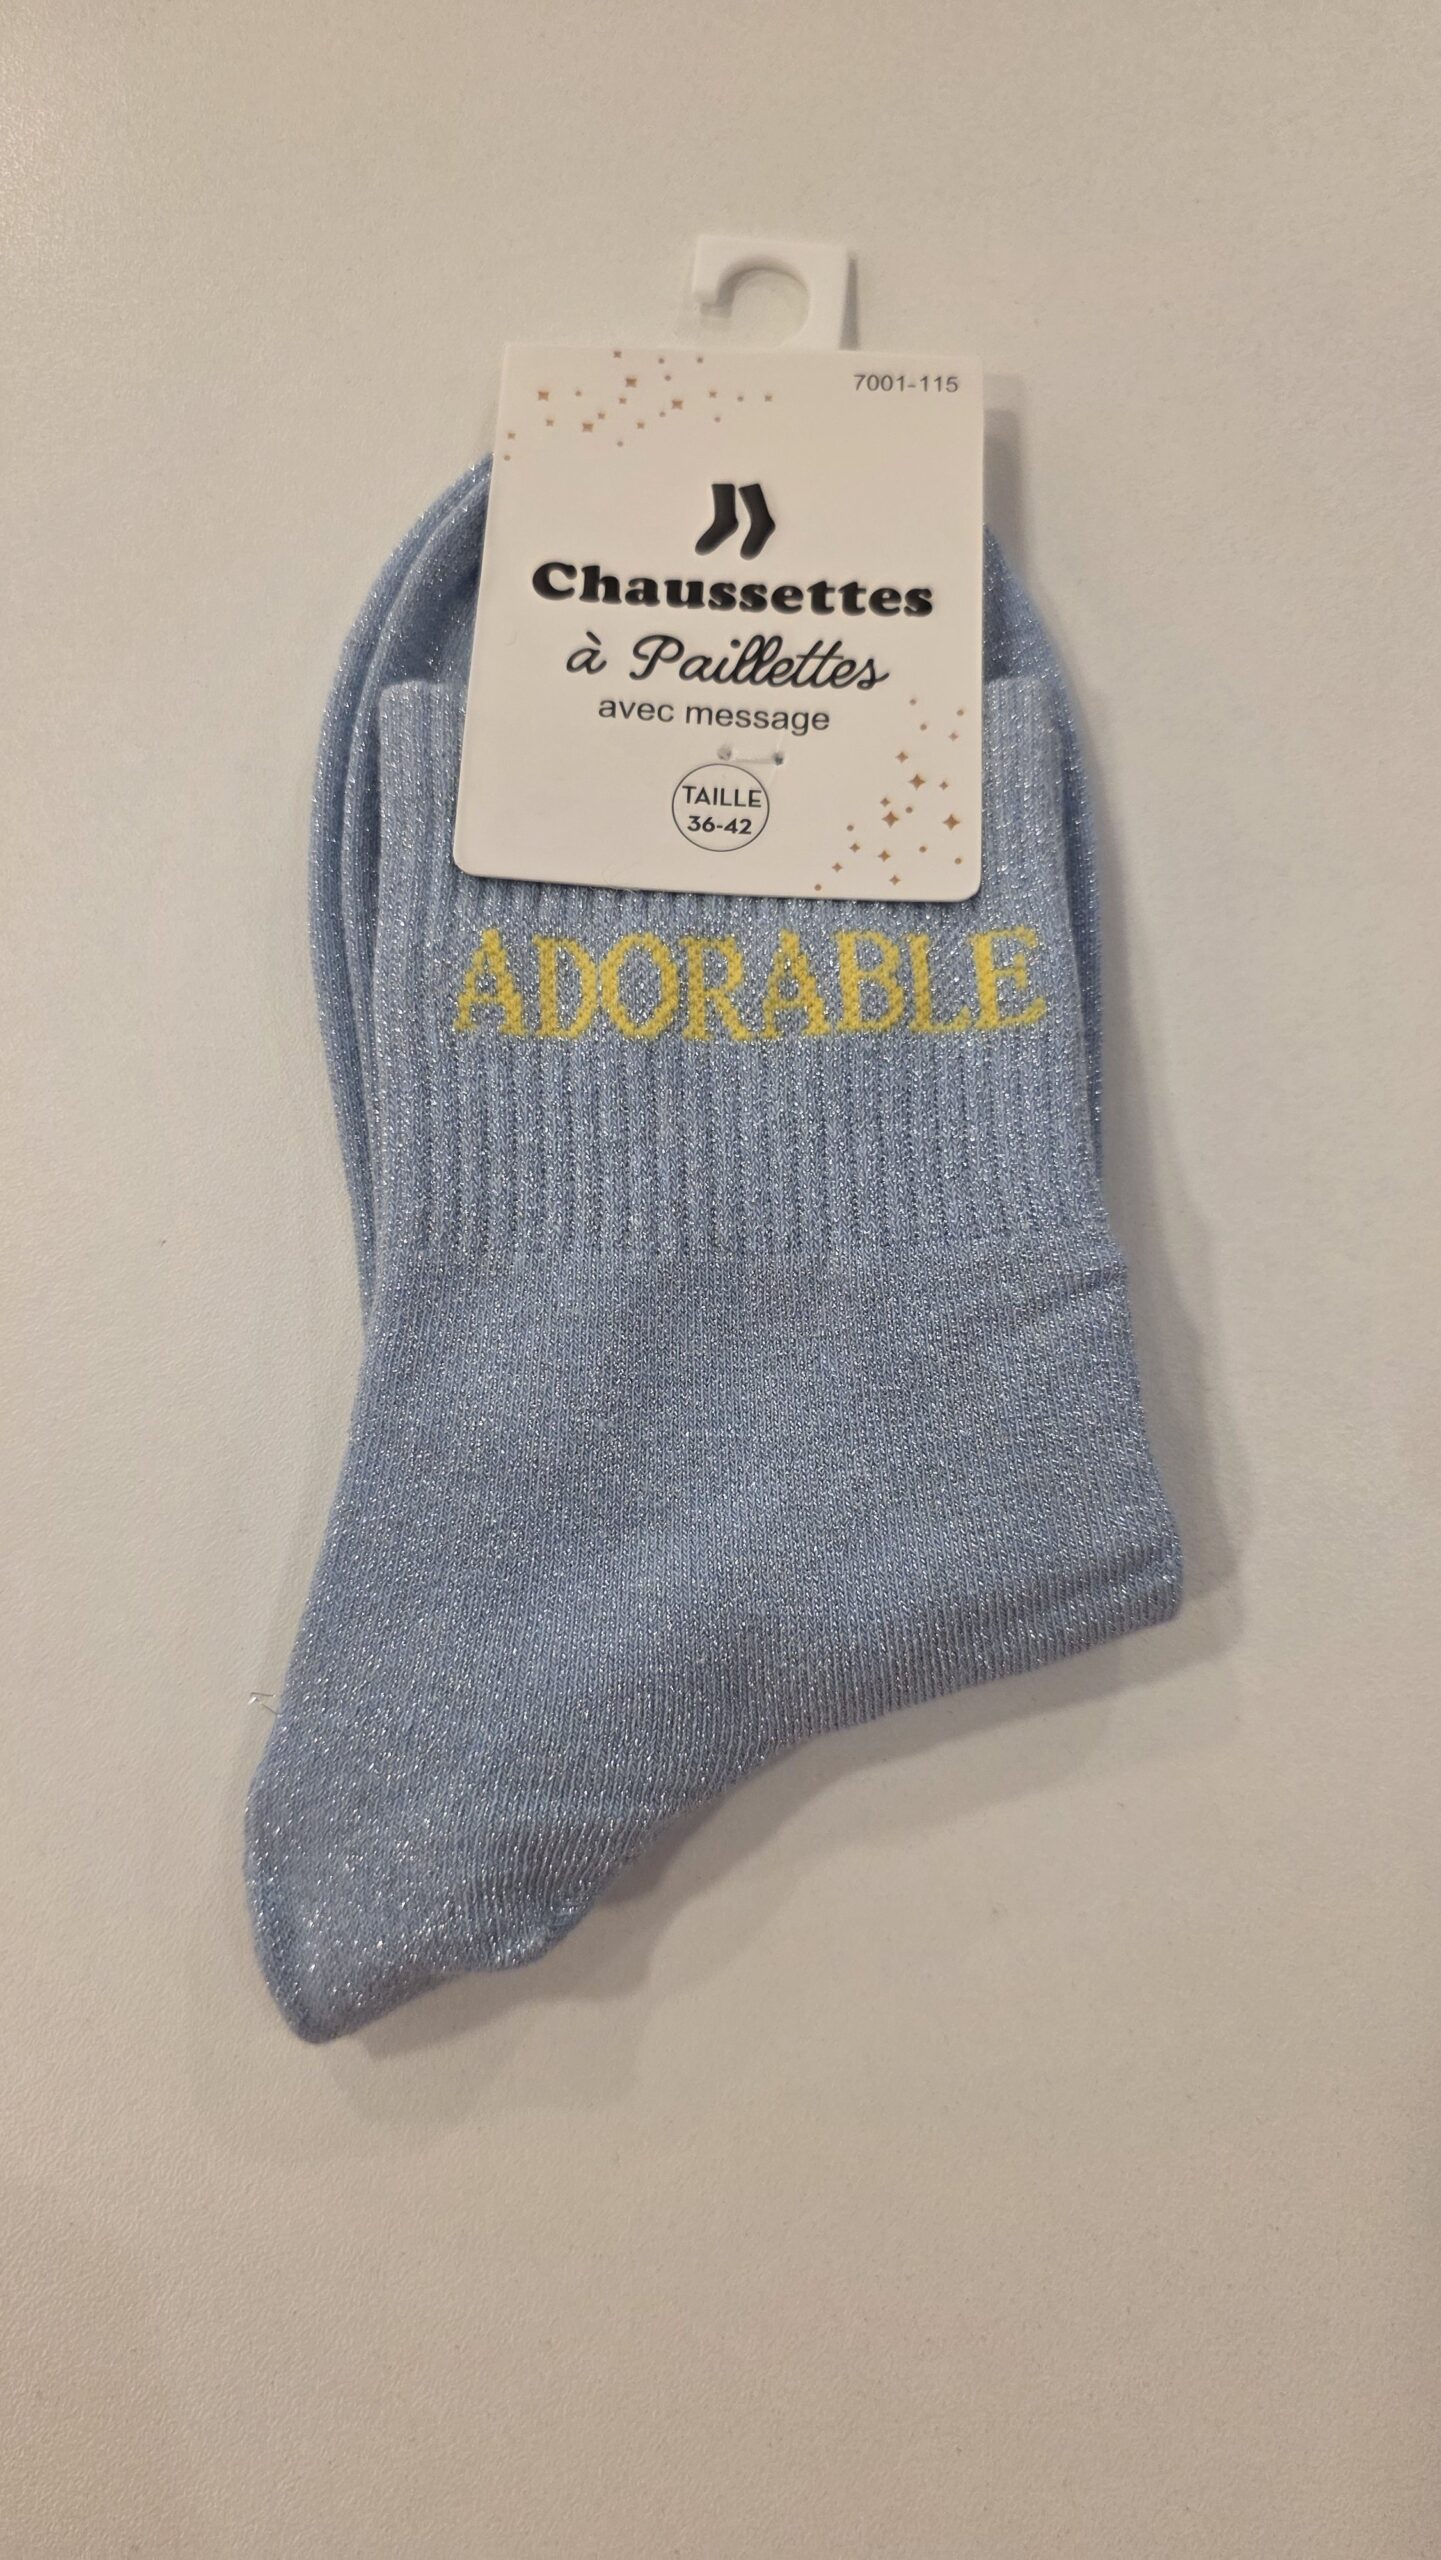 7001-115
Chaussettes
à Paillettes
avec message
TAILLE
36-42
ADORABLE